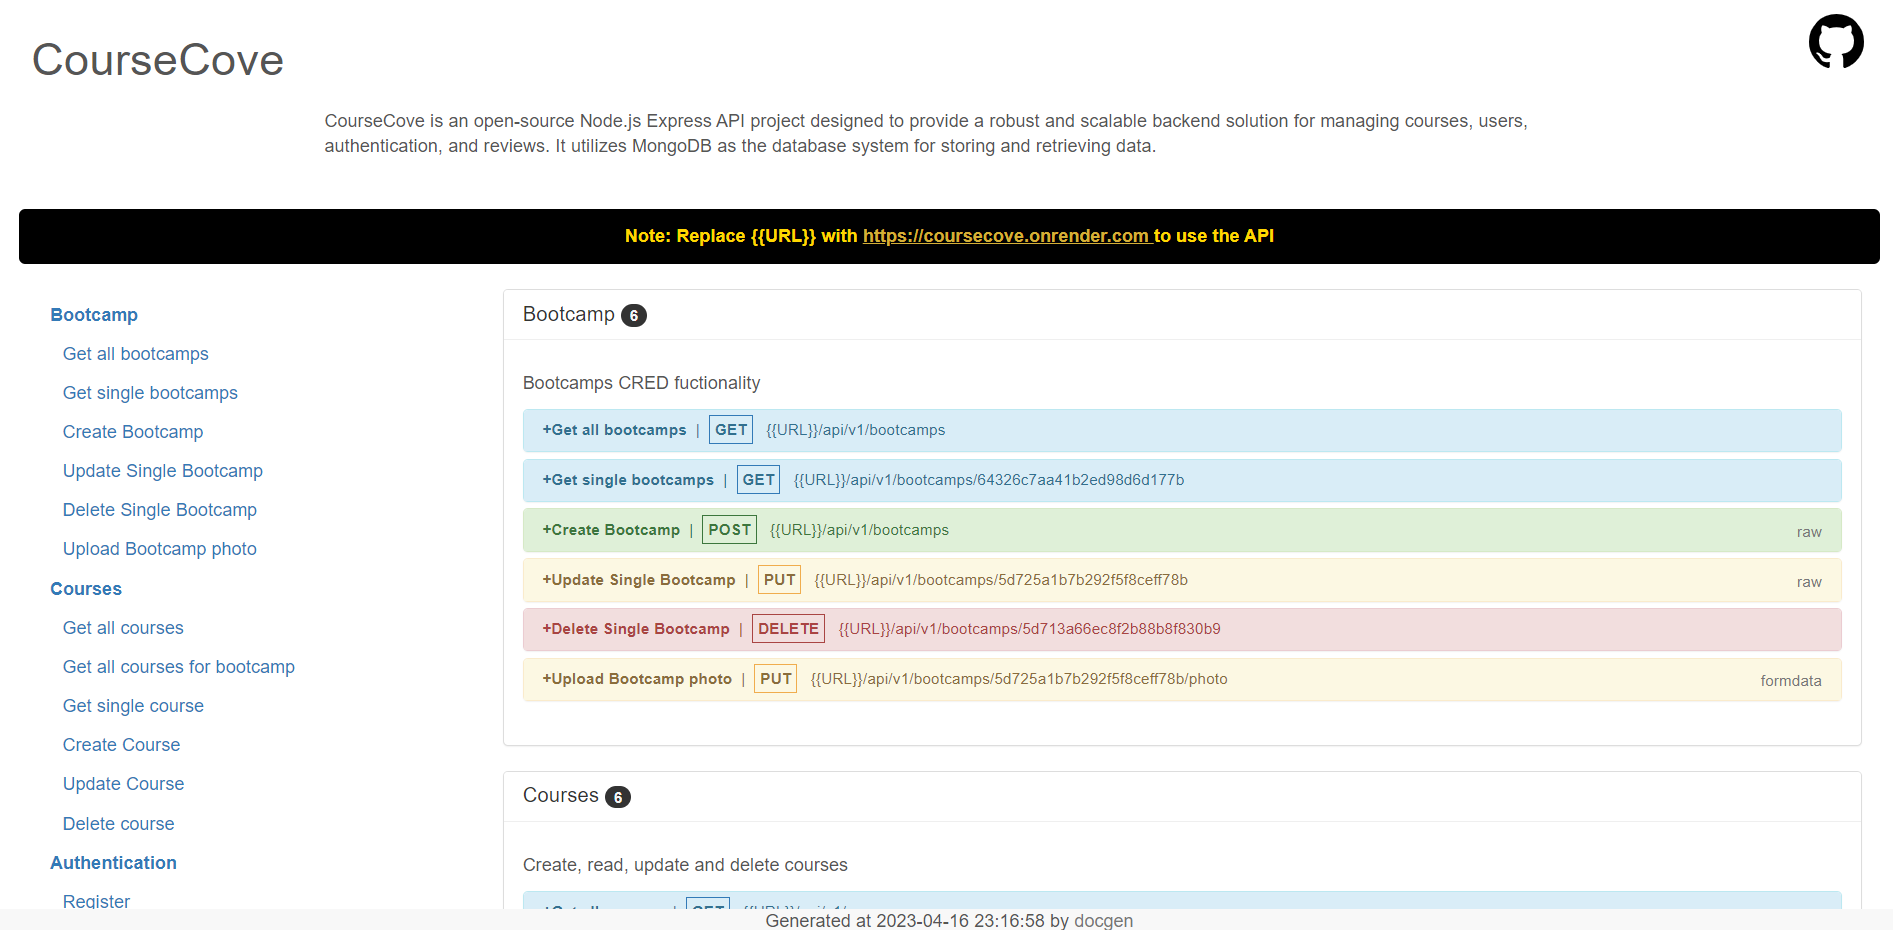 CourseCove
CourseCove is an open-source Node.js Express API project designed to provide a robust and scalable backend solution for managing courses, users,
authentication, and reviews. It utilizes MongoDB as the database system for storing and retrieving data.
Note: Replace {{URL}} with https://coursecove.onrender.com to use the API
Bootcamp
Get all bootcamps
Get single bootcamps
Create Bootcamp
Update Single Bootcamp
Delete Single Bootcamp
Upload Bootcamp photo
Courses
Get all courses
Get all courses for bootcamp
Get single course
Create Course
Update Course
Delete course
Authentication
Register
Bootcamp 6
Bootcamps CRED fuctionality
+Get all bootcamps | GET {{URL}}/api/v1/bootcamps
+Get single bootcamps | GET {{URL}}/api/v1/bootcamps/64326c7aa41b2ed98d6d177b
+Create Bootcamp | POST {{URL}}/api/v1/bootcamps raw
+Update Single Bootcamp | PUT {{URL}}/api/v1/bootcamps/5d725a1b7b292f5f8ceff78b raw
+Delete Single Bootcamp | DELETE {{URL}}/api/v1/bootcamps/5d713a66ec8f2b88b8f830b9
+Upload Bootcamp photo | PUT {{URL}}/api/v1/bootcamps/5d725a1b7b292f5f8ceff78b/photo formdata
Courses 6
Create, read, update and delete courses
Generated at 2023-04-16 23:16:58 by docgen